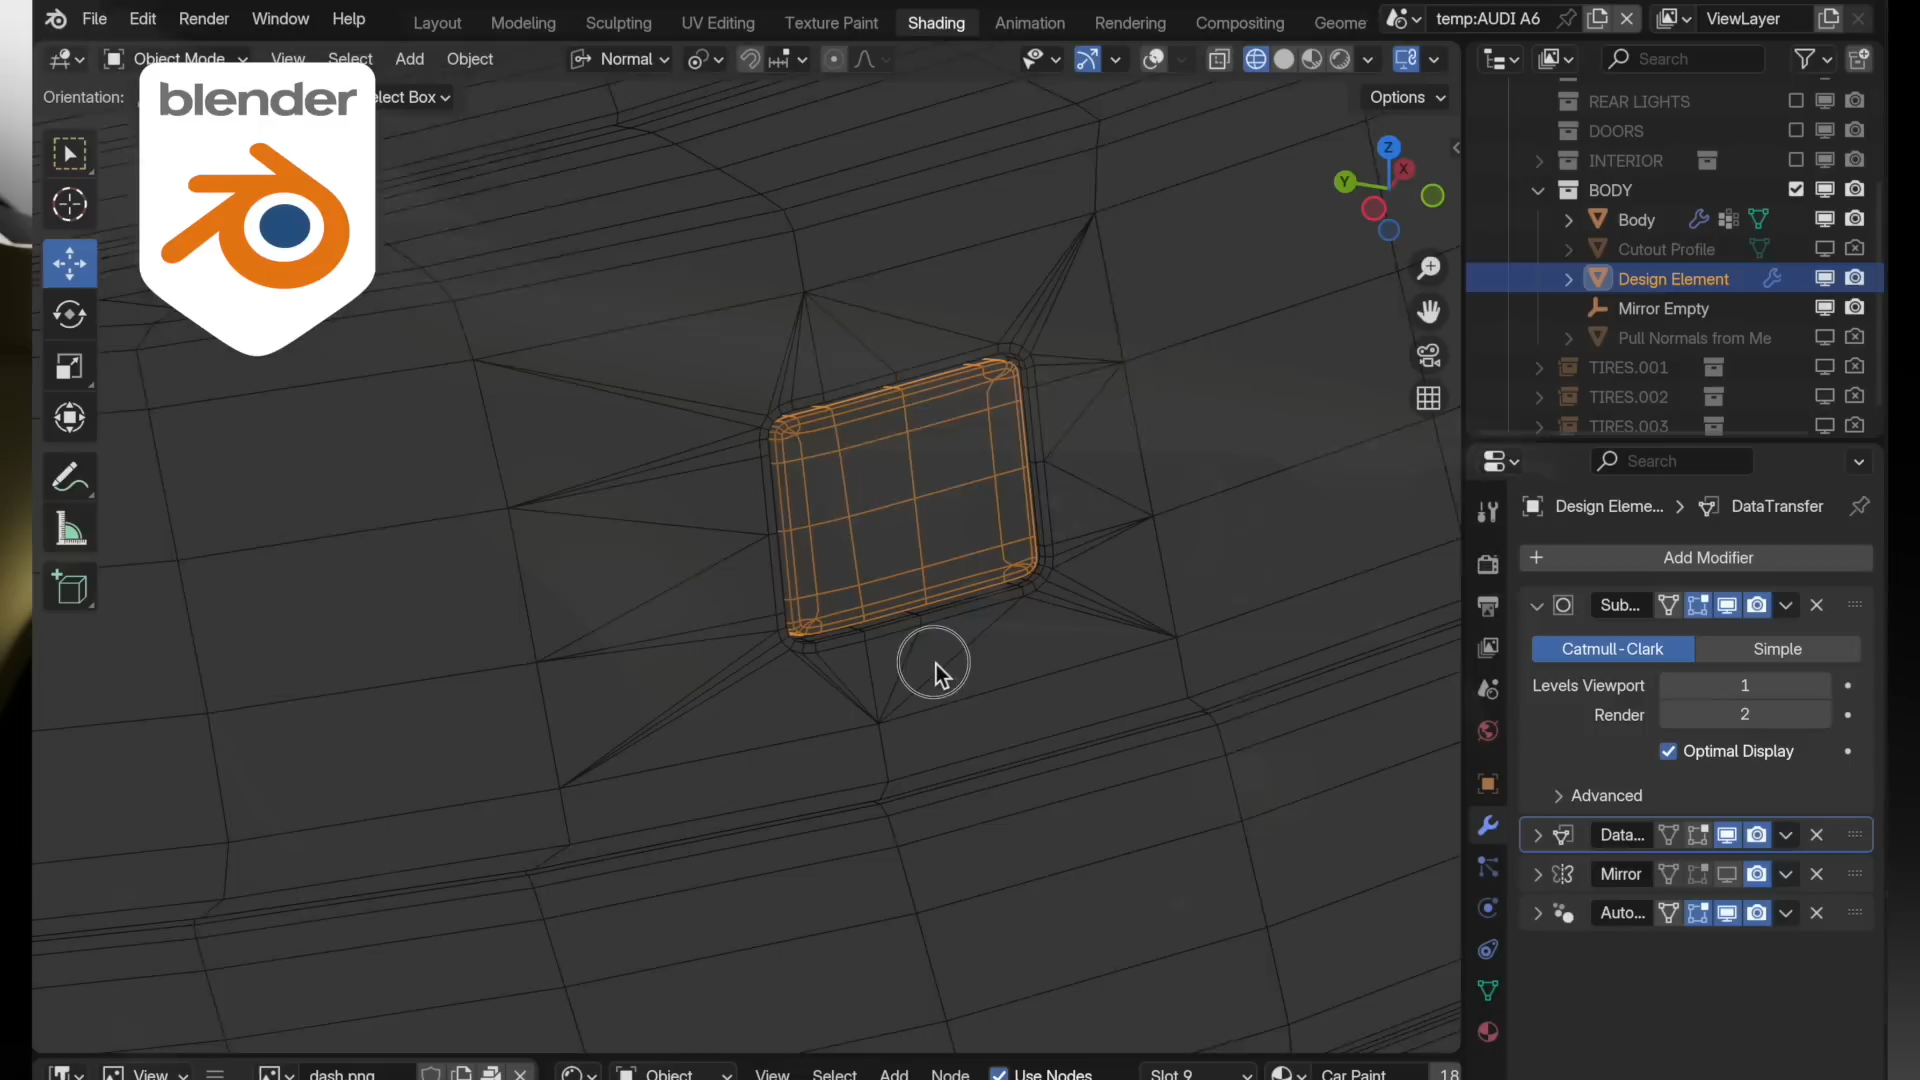 File Edit Render Window Help
Layout Modeling Sculpting UV Editing Texture Paint Shading Animation Rendering Compositing Geome
temp:AUDI A6 ViewLayer
Object Mode View Select Add Object Normal
Search
Orientation: elect Box Options
blender
Z
X
Y
REAR LIGHTS
DOORS
INTERIOR
BODY
Body
Cutout Profile
Design Element
Mirror Empty
Pull Normals from Me
TIRES.001
TIRES.002
TIRES.003
Search
Design Eleme... > DataTransfer
+ Add Modifier
Sub...
Catmull-Clark Simple
Levels Viewport 1
Render 2
Optimal Display
Advanced
Data...
Mirror
Auto...
View dash.png Object View Select Add Node Use Nodes Slot 9 Car Paint 18